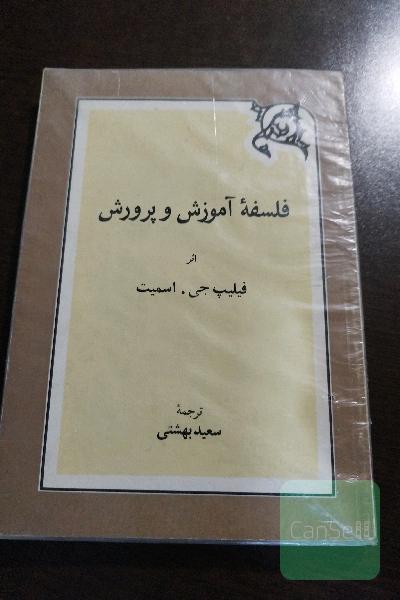 فلسفهٔ آموزش و پرورش
اثر
فیلیپ جی. اسمیت
ترجمهٔ
سعید بهشتی
CanSell